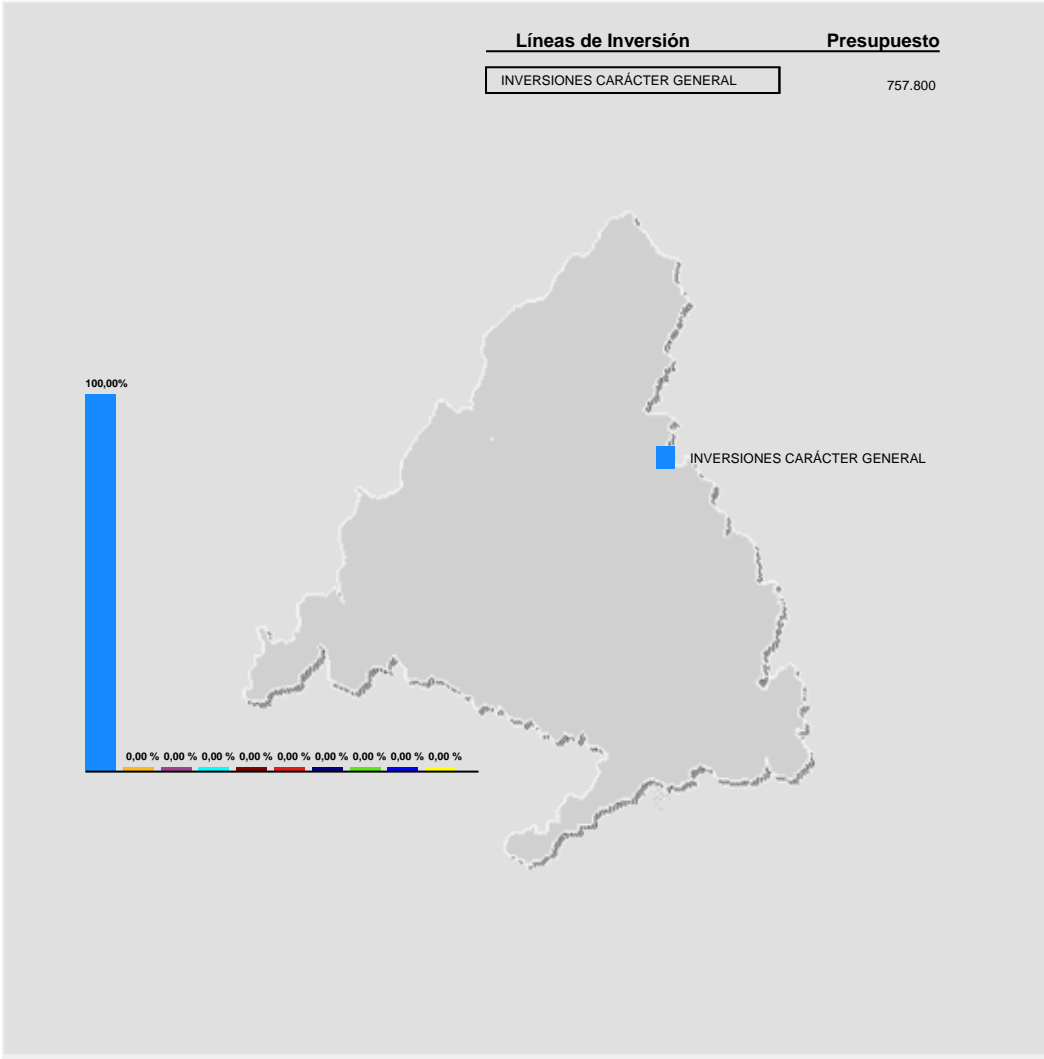 Líneas de Inversión Presupuesto
INVERSIONES CARÁCTER GENERAL 757.800
100,00%
INVERSIONES CARÁCTER GENERAL
0,00 % 0,00 % 0,00 % 0,00 % 0,00 % 0,00 % 0,00 % 0,00 % 0,00 %